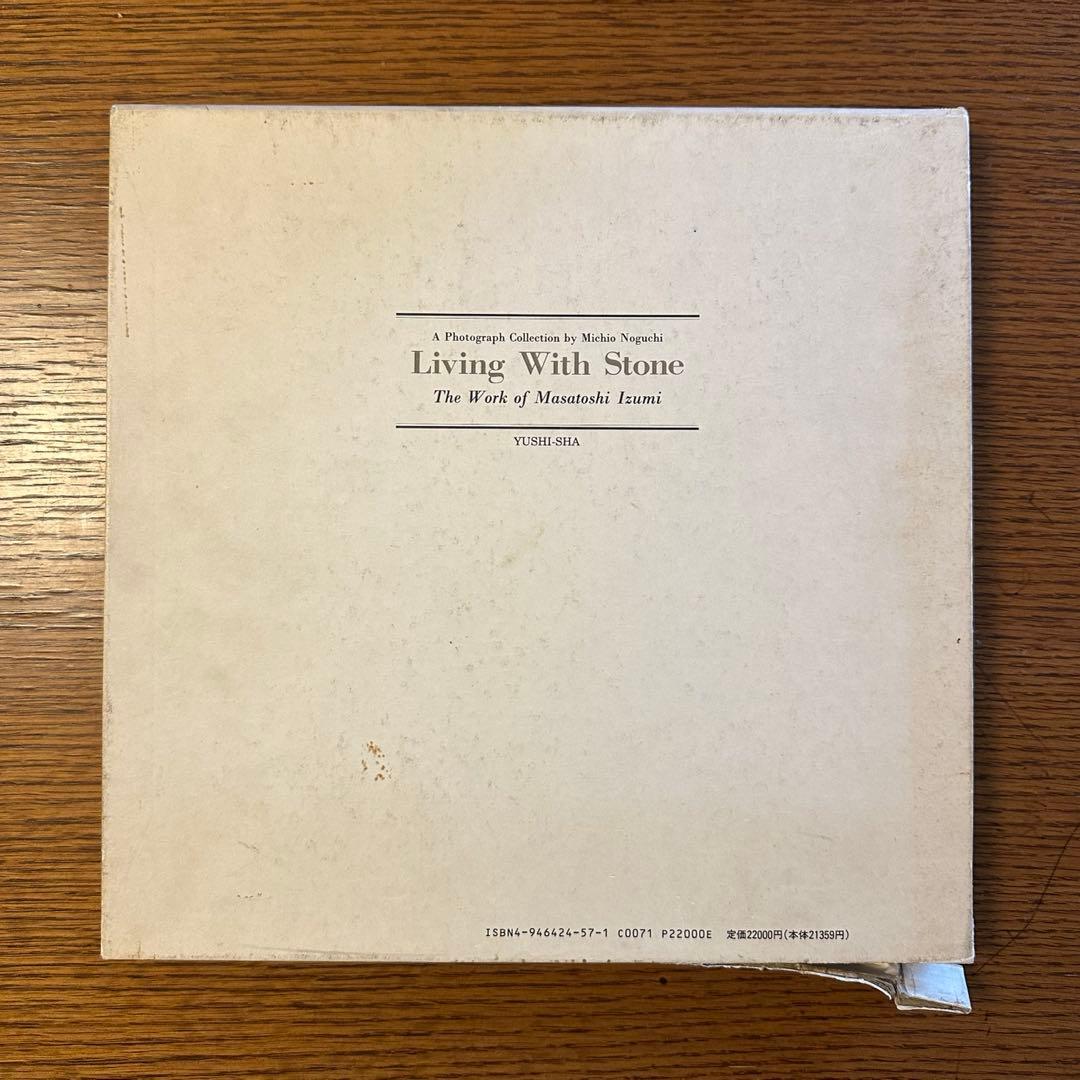 A Photograph Collection by Michio Noguchi
Living With Stone
The Work of Masatoshi Izumi
YUSHI-SHA
ISBN4-946424-57-1 C0071 P22000E 定価22000円(本体21359円)